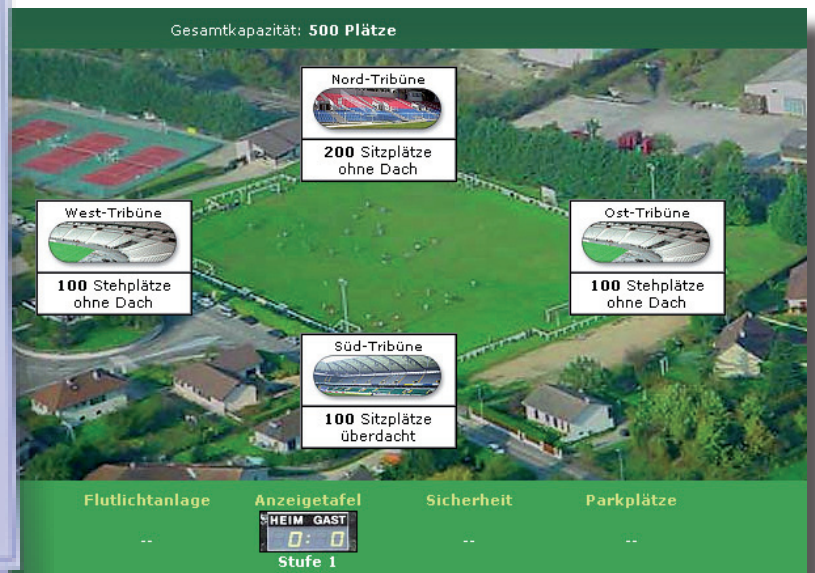 Gesamtkapazität: 500 Plätze
Nord-Tribüne
200 Sitzplätze
ohne Dach
West-Tribüne
100 Stehplätze
ohne Dach
Ost-Tribüne
100 Stehplätze
ohne Dach
Süd-Tribüne
100 Sitzplätze
überdacht
Flutlichtanlage Anzeigetafel Sicherheit Parkplätze
HEIM GAST
-- 0: 0 -- --
Stufe 1